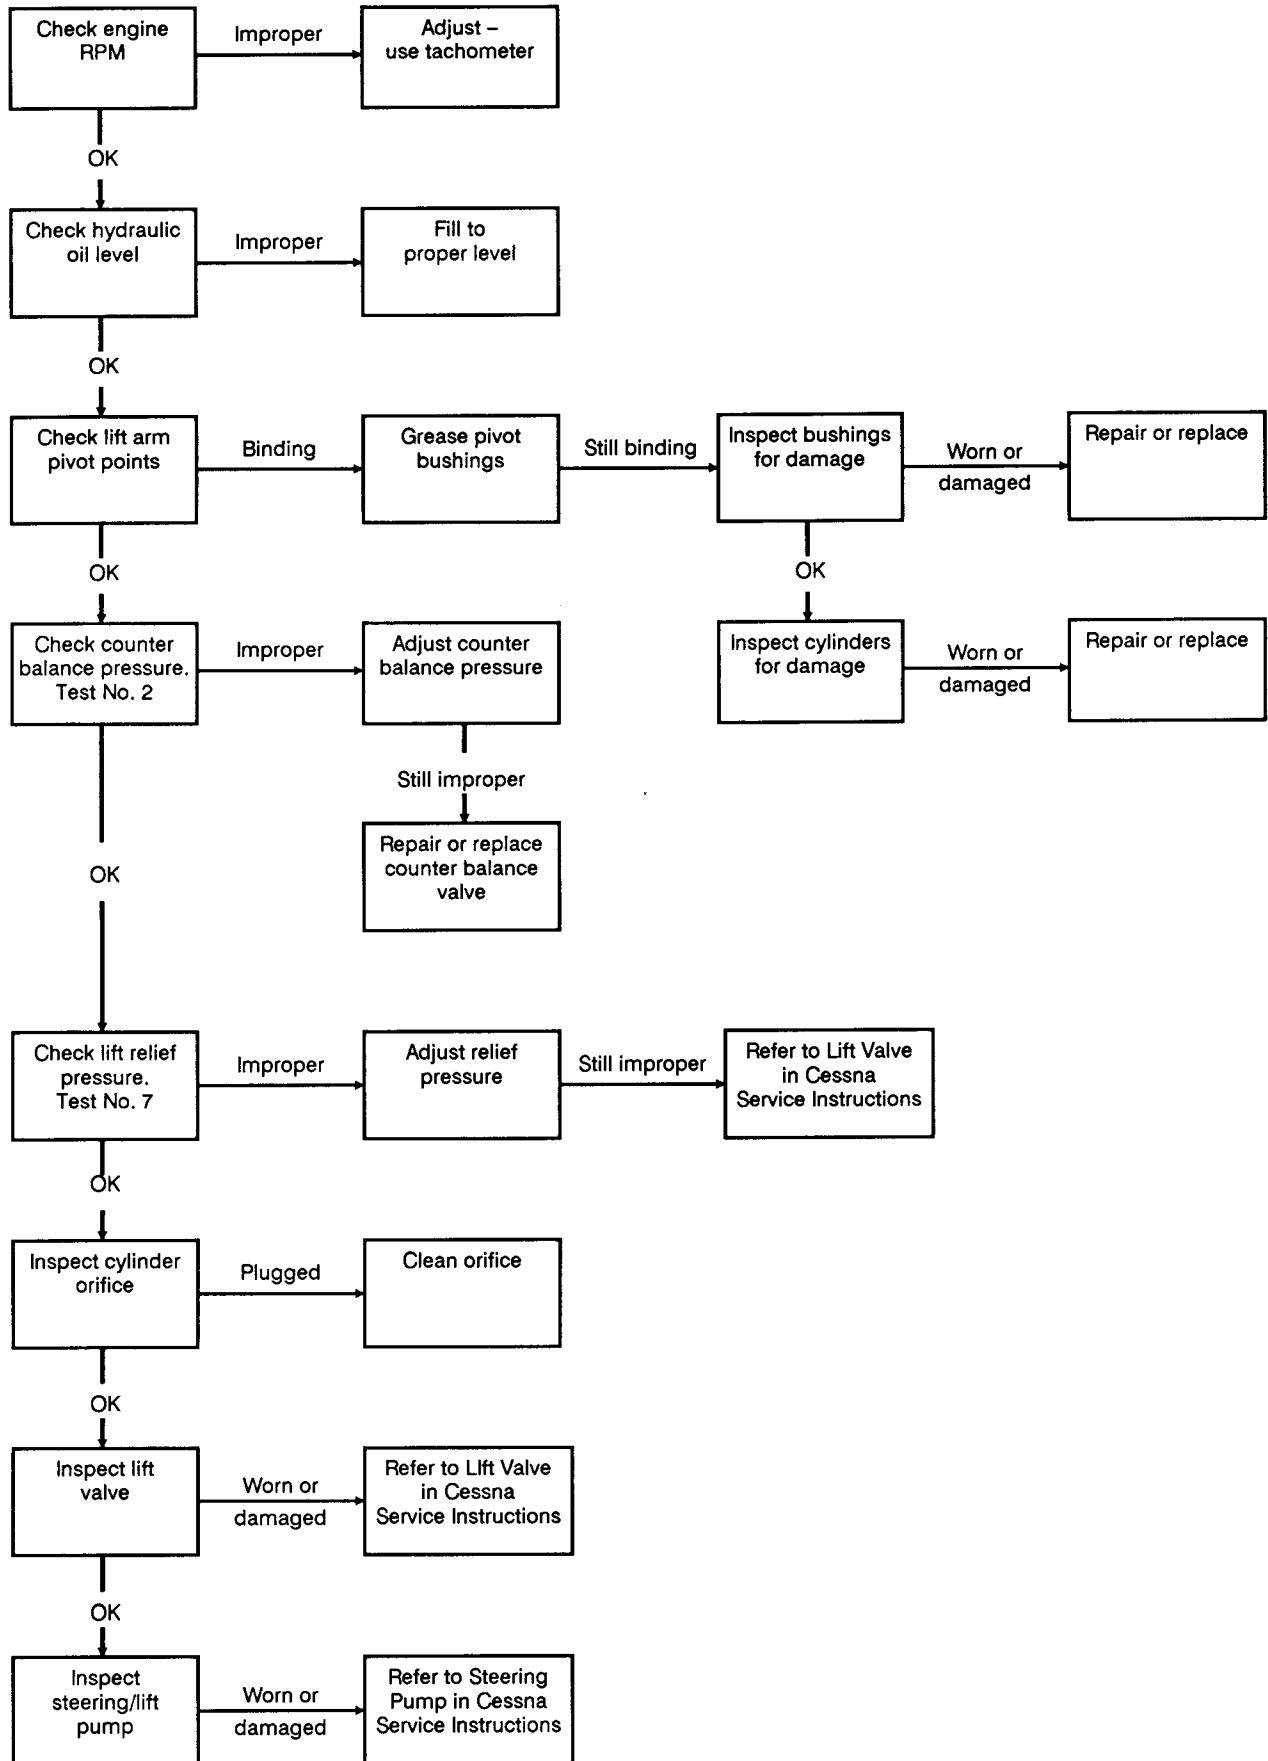 Check engine
RPM
Improper
Adjust –
use tachometer
OK
Check hydraulic
oil level
Improper
Fill to
proper level
OK
Check lift arm
pivot points
Binding
Grease pivot
bushings
Still binding
Inspect bushings
for damage
Worn or
damaged
Repair or replace
OK
OK
Check counter
balance pressure.
Test No. 2
Improper
Adjust counter
balance pressure
Inspect cylinders
for damage
Worn or
damaged
Repair or replace
Still improper
Repair or replace
counter balance
valve
OK
Check lift relief
pressure.
Test No. 7
Improper
Adjust relief
pressure
Still improper
Refer to Lift Valve
in Cessna
Service Instructions
OK
Inspect cylinder
orifice
Plugged
Clean orifice
OK
Inspect lift
valve
Worn or
damaged
Refer to LIft Valve
in Cessna
Service Instructions
OK
Inspect
steering/lift
pump
Worn or
damaged
Refer to Steering
Pump in Cessna
Service Instructions